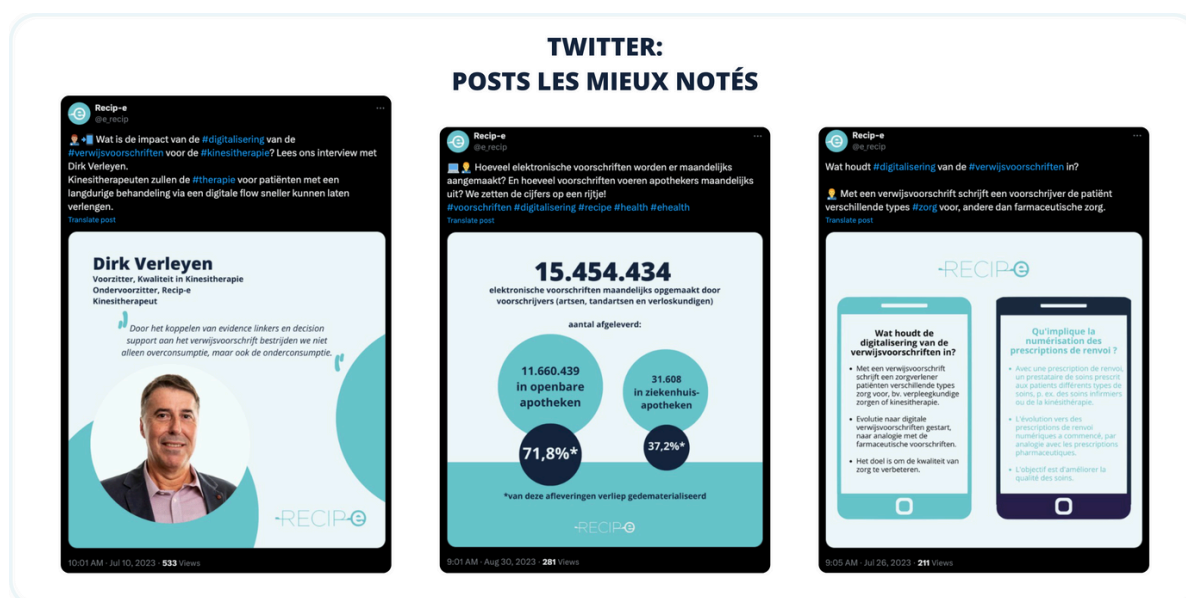 TWITTER:
POSTS LES MIEUX NOTÉS
Recip-e
@e_recip
Wat is de impact van de #digitalisering van de
#verwijsvoorschriften voor de #kinesitherapie? Lees ons interview met
Dirk Verleyen.
Kinesitherapeuten zullen de #therapie voor patiënten met een
langdurige behandeling via een digitale flow sneller kunnen laten
verlengen.
Translate post
Dirk Verleyen
Voorzitter, Kwaliteit in Kinesitherapie
Ondervoorzitter, Recip-e
Kinesitherapeut
Door het koppelen van evidence linkers en decision
support aan het verwijsvoorschrift bestrijden we niet
alleen overconsumptie, maar ook de onderconsumptie.
RECIP-e
10:01 AM · Jul 10, 2023 · 533 Views
Recip-e
@e_recip
Hoeveel elektronische voorschriften worden er maandelijks
aangemaakt? En hoeveel voorschriften voeren apothekers maandelijks
uit? We zetten de cijfers op een rijtje!
#voorschriften #digitalisering #recipe #health #ehealth
Translate post
15.454.434
elektronische voorschriften maandelijks opgemaakt door
voorschrijvers (artsen, tandartsen en verloskundigen)
aantal afgeleverd:
11.660.439
in openbare
apotheken
71,8%*
31.608
in ziekenhuis-
apotheken
37,2%*
*van deze afleveringen verliep gedematerialiseerd
RECIP-e
9:01 AM · Aug 30, 2023 · 281 Views
Recip-e
@e_recip
Wat houdt #digitalisering van de #verwijsvoorschriften in?
Met een verwijsvoorschrift schrijft een voorschrijver de patiënt
verschillende types #zorg voor, andere dan farmaceutische zorg.
Translate post
RECIP-e
Wat houdt de
digitalisering van de
verwijsvoorschriften in?
• Met een verwijsvoorschrift
schrijft een zorgverlener
patiënten verschillende types
zorg voor, bv. verpleegkundige
zorgen of kinesitherapie.
• Evolutie naar digitale
verwijsvoorschriften gestart,
naar analogie met de
farmaceutische voorschriften.
• Het doel is om de kwaliteit van
zorg te verbeteren.
Qu'implique la
numérisation des
prescriptions de renvoi ?
• Avec une prescription de renvoi,
un prestataire de soins prescrit
aux patients différents types de
soins, p. ex. des soins infirmiers
ou de la kinésithérapie.
• L'évolution vers des
prescriptions de renvoi
numériques a commencé, par
analogie avec les prescriptions
pharmaceutiques.
• L'objectif est d'améliorer la
qualité des soins.
9:05 AM · Jul 26, 2023 · 211 Views